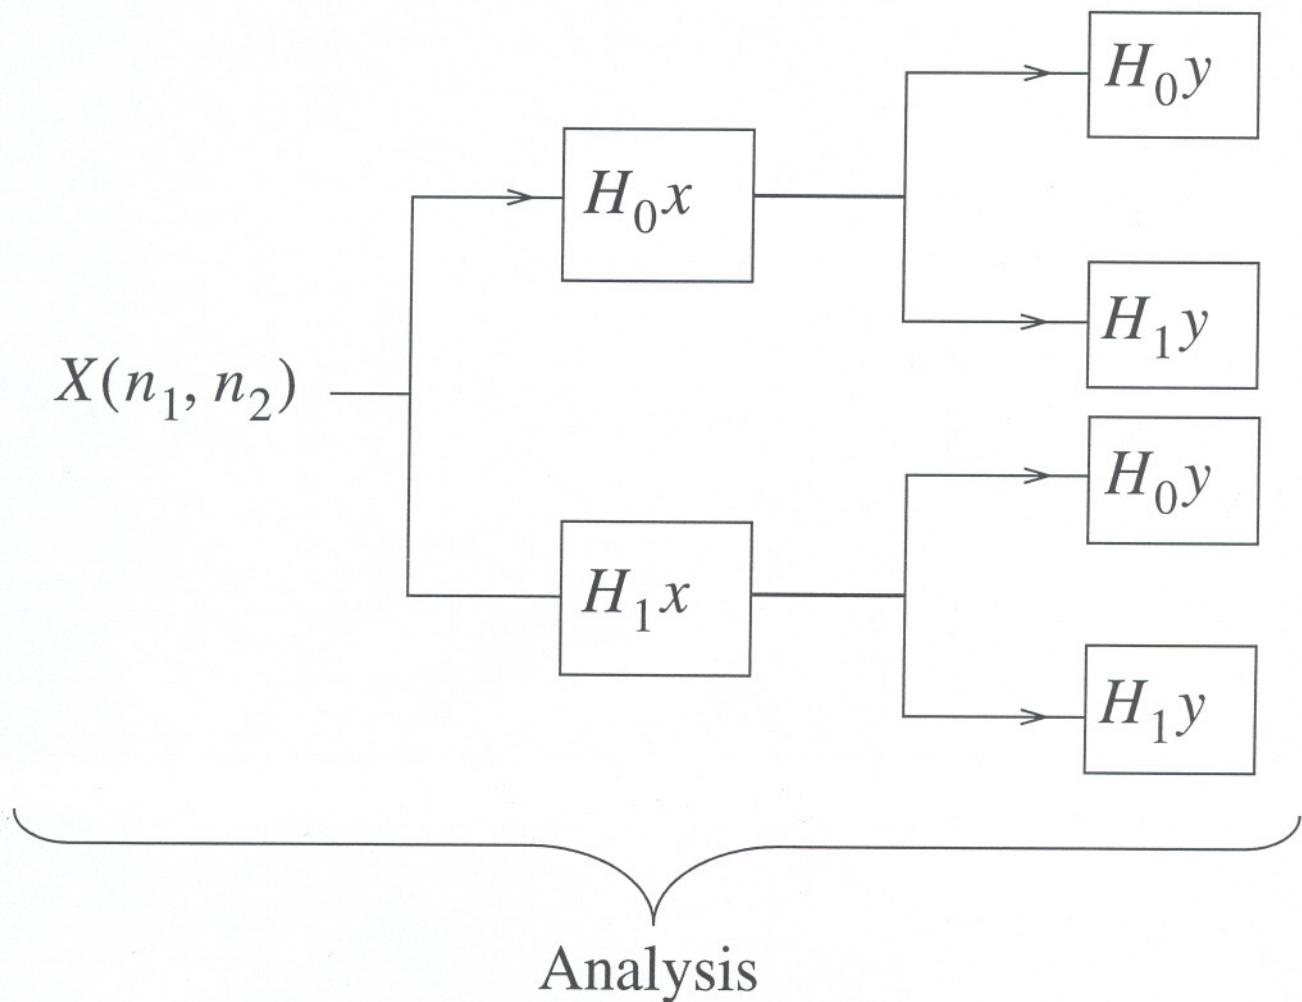 H₀y
H₀x
H₁y
X(n₁, n₂)
H₀y
H₁x
H₁y
Analysis